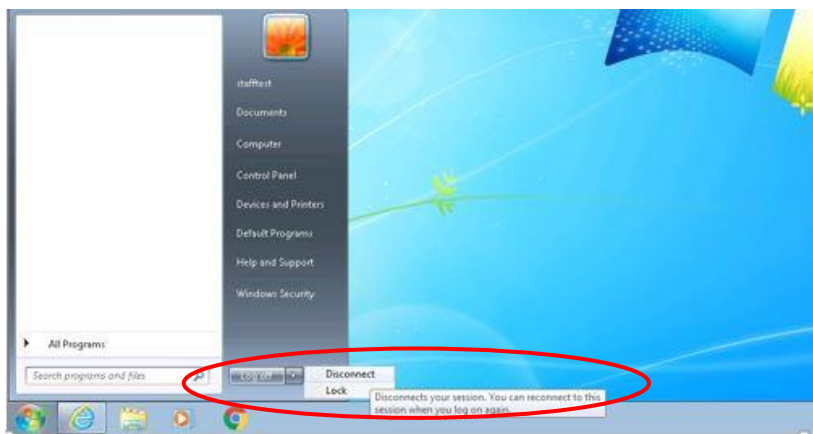 stafftest
Documents
Computer
Control Panel
Devices and Printers
Default Programs
Help and Support
Windows Security
All Programs
Search programs and files
Log off
Disconnect
Lock
Disconnects your session. You can reconnect to this
session when you log on again.